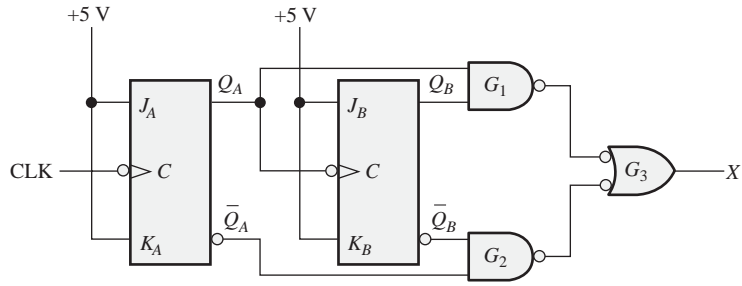 +5 V
+5 V
Q_A
Q_B
G_1
J_A
J_B
CLK
C
C
G_3
X
Q̄_A
Q̄_B
K_A
K_B
G_2